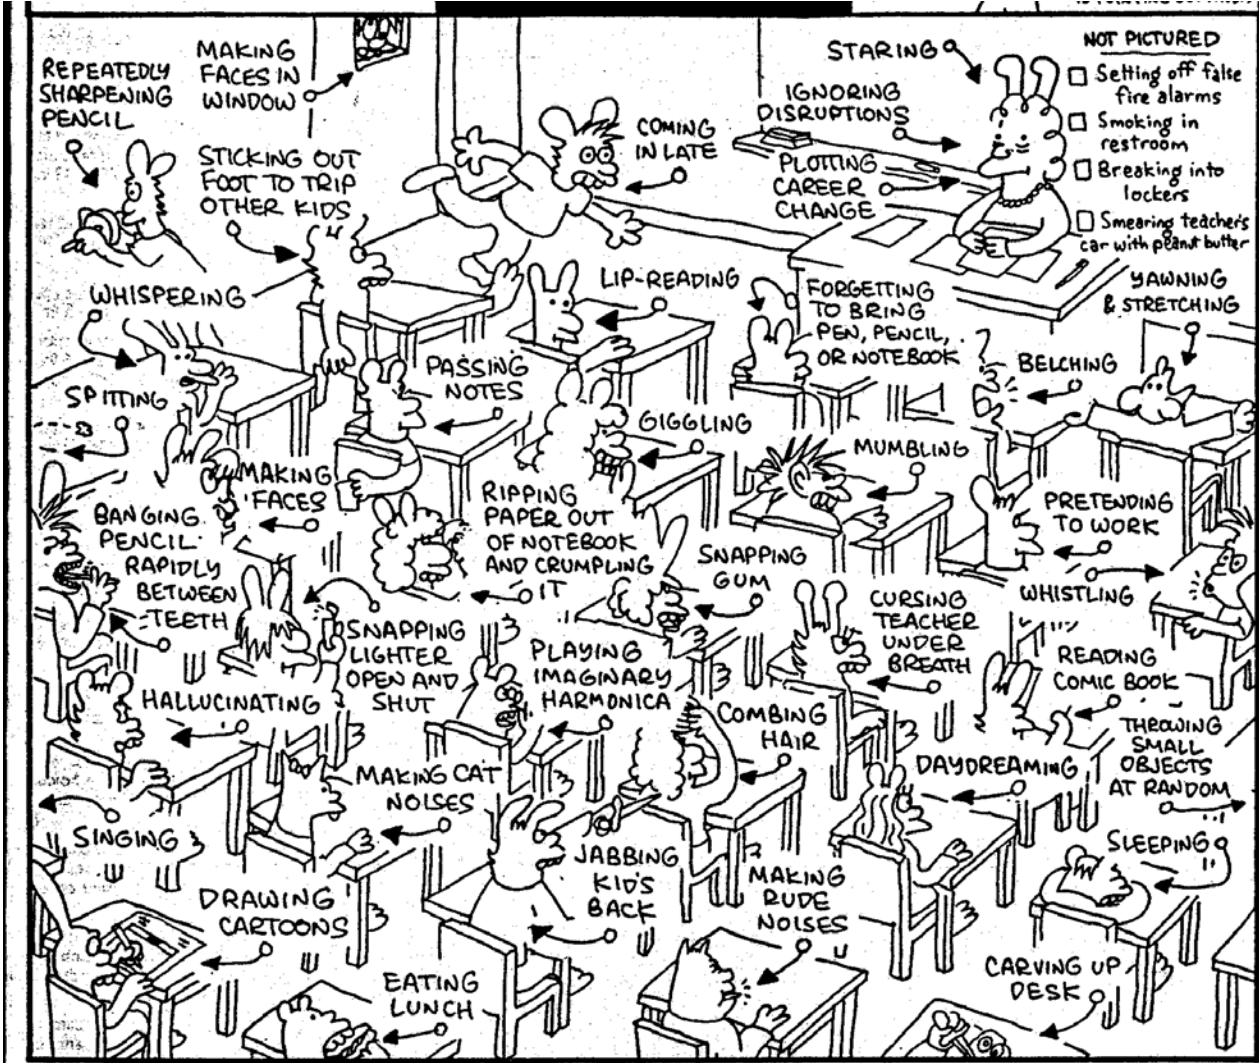 REPEATEDLY
SHARPENING
PENCIL
MAKING
FACES IN
WINDOW
STICKING OUT
FOOT TO TRIP
OTHER KIDS
COMING
IN LATE
STARING
IGNORING
DISRUPTIONS
PLOTTING
CAREER
CHANGE
NOT PICTURED
Setting off false
fire alarms
Smoking in
restroom
Breaking into
lockers
Smearing teacher's
car with peanut butter
WHISPERING
LIP-READING
FORGETTING
TO BRING
PEN, PENCIL,
OR NOTEBOOK
YAWNING
& STRETCHING
SPITTING
PASSING
NOTES
GIGGLING
BELCHING
MUMBLING
MAKING
FACES
BANGING
PENCIL
RAPIDLY
BETWEEN
TEETH
RIPPING
PAPER OUT
OF NOTEBOOK
AND CRUMPLING
IT
SNAPPING
GUM
PRETENDING
TO WORK
WHISTLING
SNAPPING
LIGHTER
OPEN AND
SHUT
PLAYING
IMAGINARY
HARMONICA
CURSING
TEACHER
UNDER
BREATH
READING
COMIC BOOK
HALLUCINATING
COMBING
HAIR
THROWING
SMALL
OBJECTS
AT RANDOM
MAKING CAT
NOISES
DAYDREAMING
SINGING
JABBING
KID'S
BACK
MAKING
RUDE
NOISES
SLEEPING
DRAWING
CARTOONS
EATING
LUNCH
CARVING UP
DESK